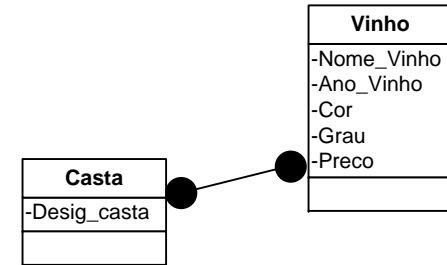 Vinho
-Nome_Vinho
-Ano_Vinho
-Cor
-Grau
-Preco
Casta
-Desig_casta